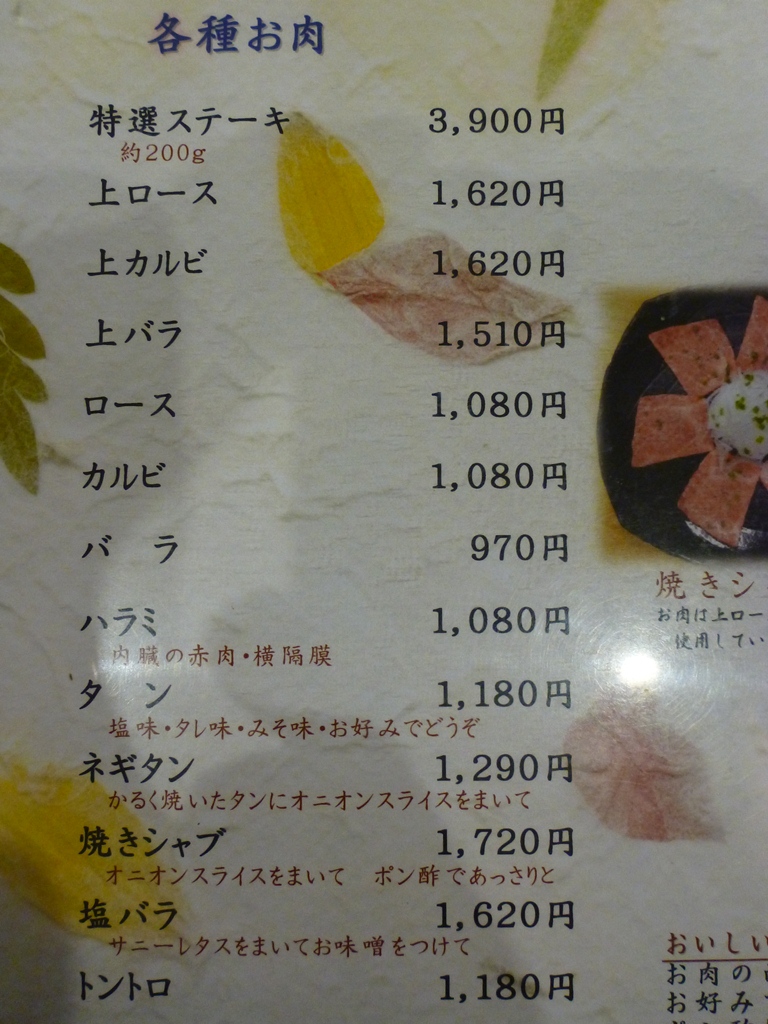 各種お肉
特選ステーキ 3,900円
約200g
上ロース 1,620円
上カルビ 1,620円
上バラ 1,510円
ロース 1,080円
カルビ 1,080円
バ ラ 970円
ハラミ 1,080円
内臓の赤肉・横隔膜
タ ン 1,180円
塩味・タレ味・みそ味・お好みでどうぞ
ネギタン 1,290円
かるく焼いたタンにオニオンスライスをまいて
焼きシャブ 1,720円
オニオンスライスをまいて ポン酢であっさりと
塩バラ 1,620円
サニーレタスをまいてお味噌をつけて
トントロ 1,180円
焼きシ
お肉は上ロー
使用してい
おいしい
お肉の
お好み